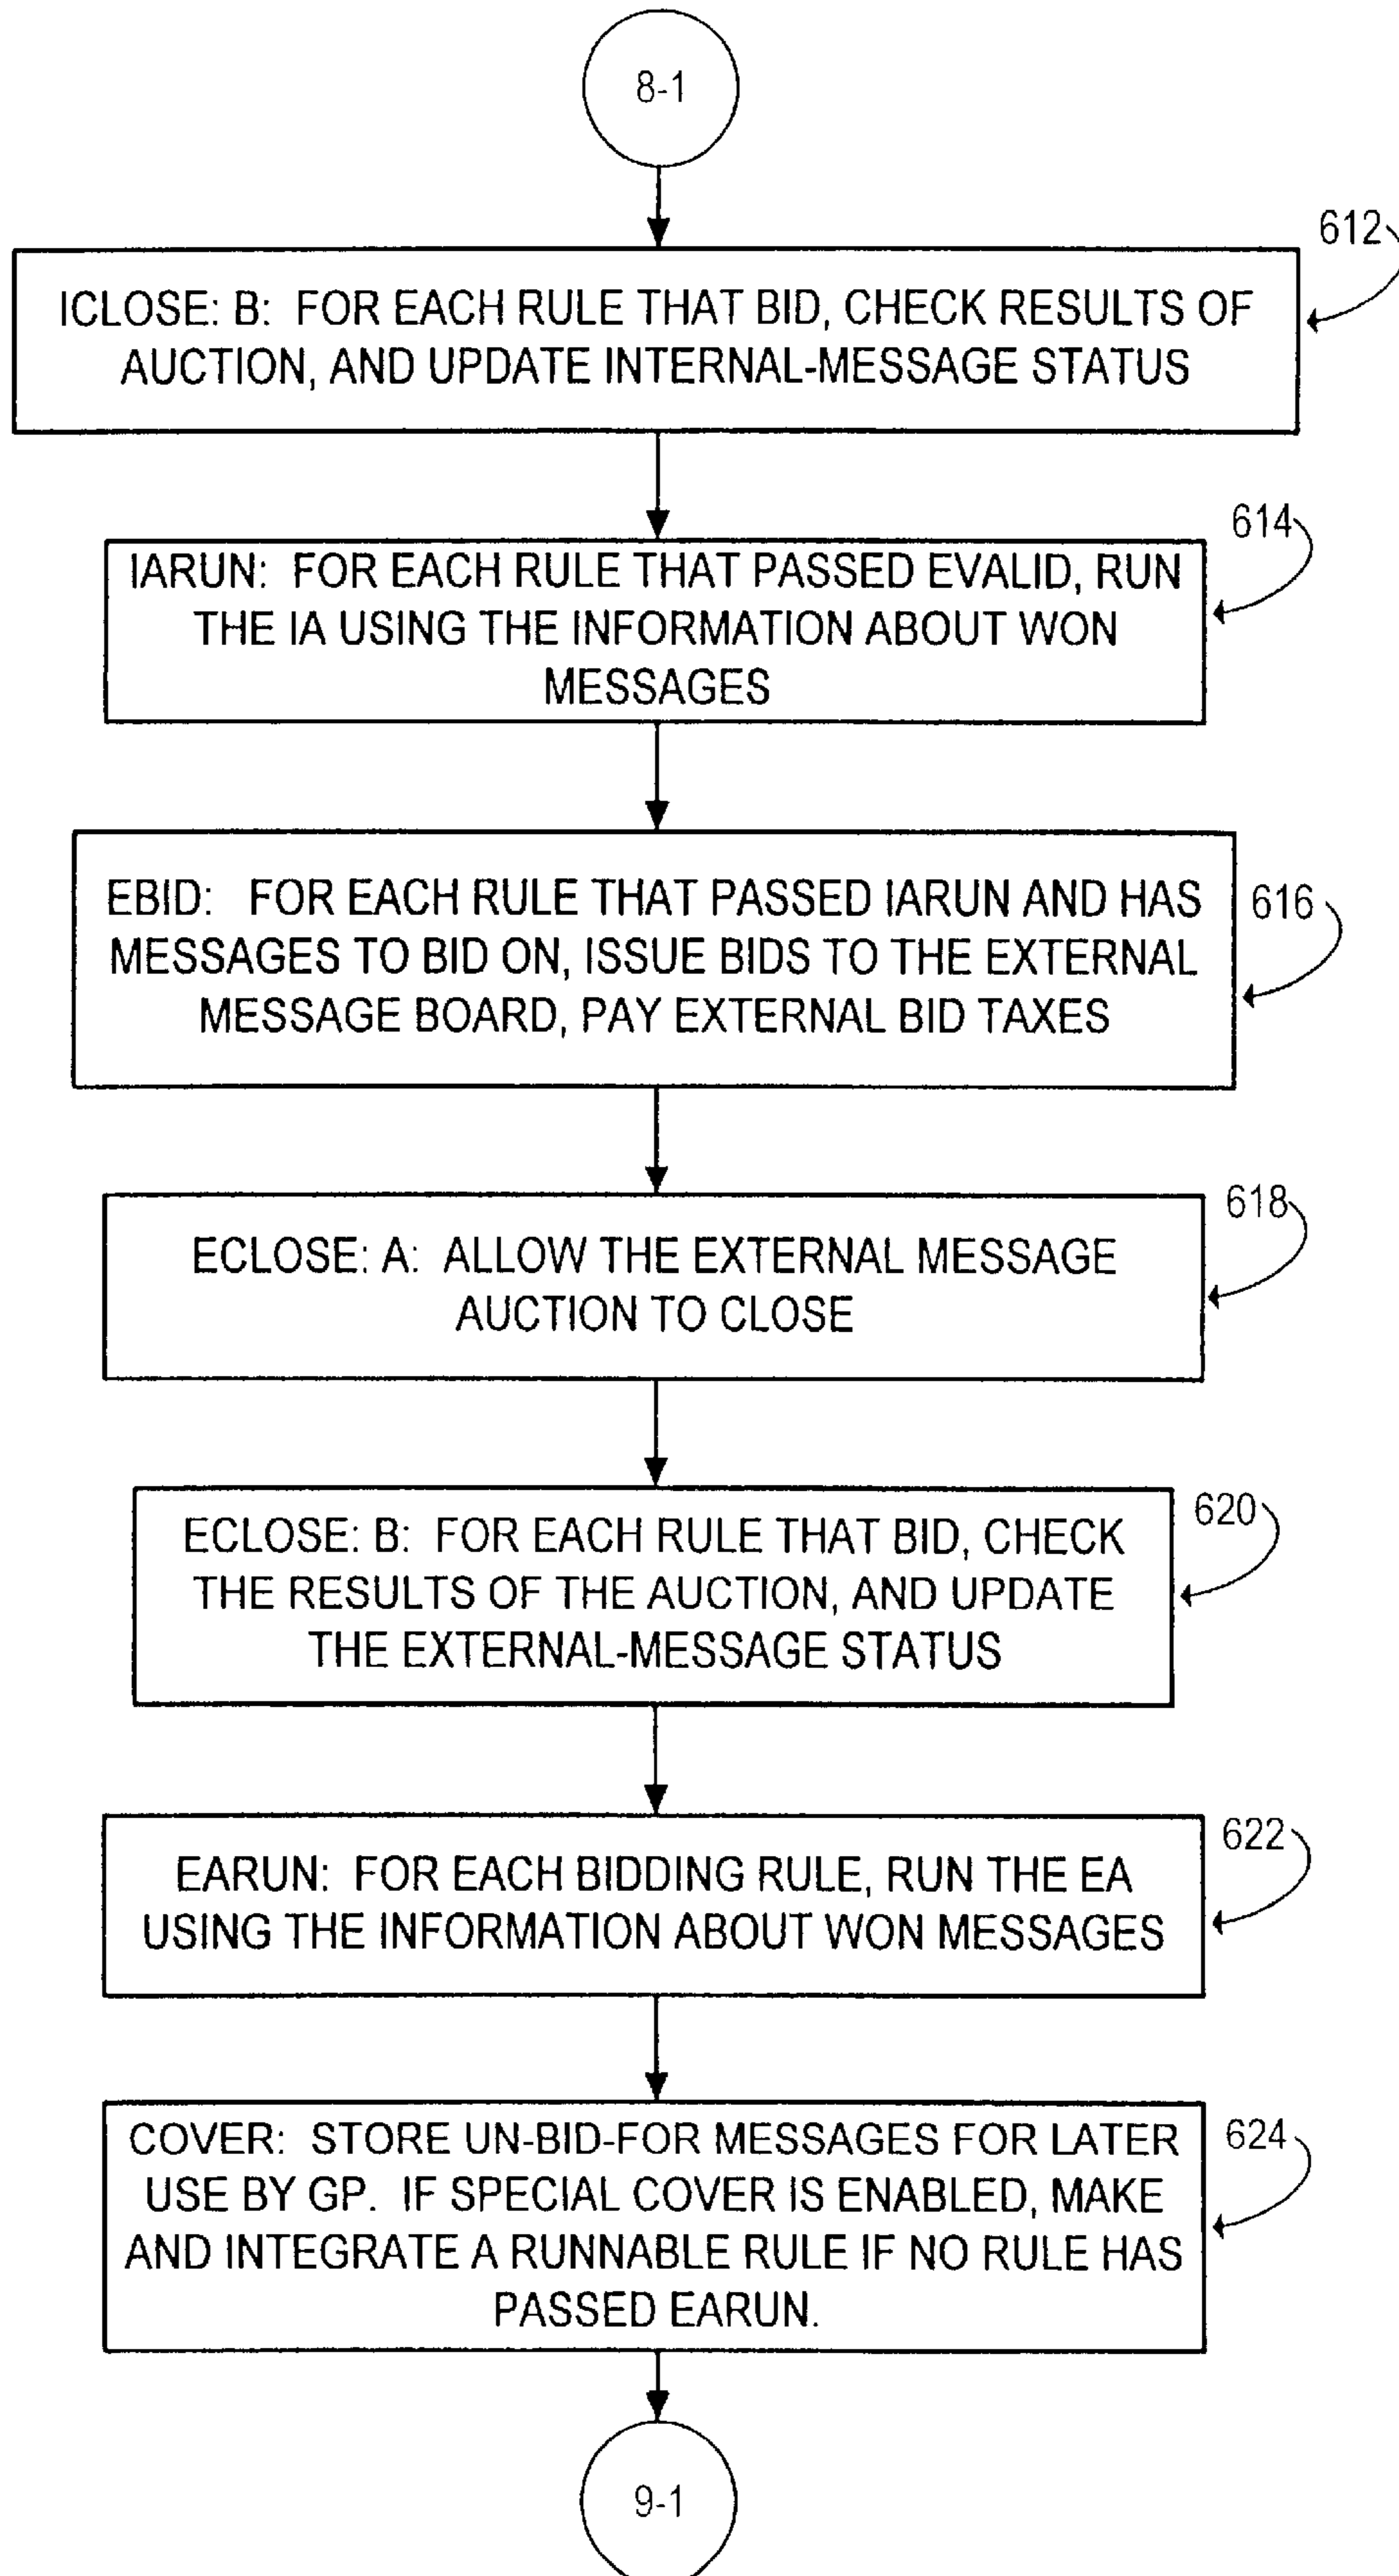 8-1
612
ICLOSE: B: FOR EACH RULE THAT BID, CHECK RESULTS OF
AUCTION, AND UPDATE INTERNAL-MESSAGE STATUS
614
IARUN: FOR EACH RULE THAT PASSED EVALID, RUN
THE IA USING THE INFORMATION ABOUT WON
MESSAGES
616
EBID: FOR EACH RULE THAT PASSED IARUN AND HAS
MESSAGES TO BID ON, ISSUE BIDS TO THE EXTERNAL
MESSAGE BOARD, PAY EXTERNAL BID TAXES
618
ECLOSE: A: ALLOW THE EXTERNAL MESSAGE
AUCTION TO CLOSE
620
ECLOSE: B: FOR EACH RULE THAT BID, CHECK
THE RESULTS OF THE AUCTION, AND UPDATE
THE EXTERNAL-MESSAGE STATUS
622
EARUN: FOR EACH BIDDING RULE, RUN THE EA
USING THE INFORMATION ABOUT WON MESSAGES
624
COVER: STORE UN-BID-FOR MESSAGES FOR LATER
USE BY GP. IF SPECIAL COVER IS ENABLED, MAKE
AND INTEGRATE A RUNNABLE RULE IF NO RULE HAS
PASSED EARUN.
9-1